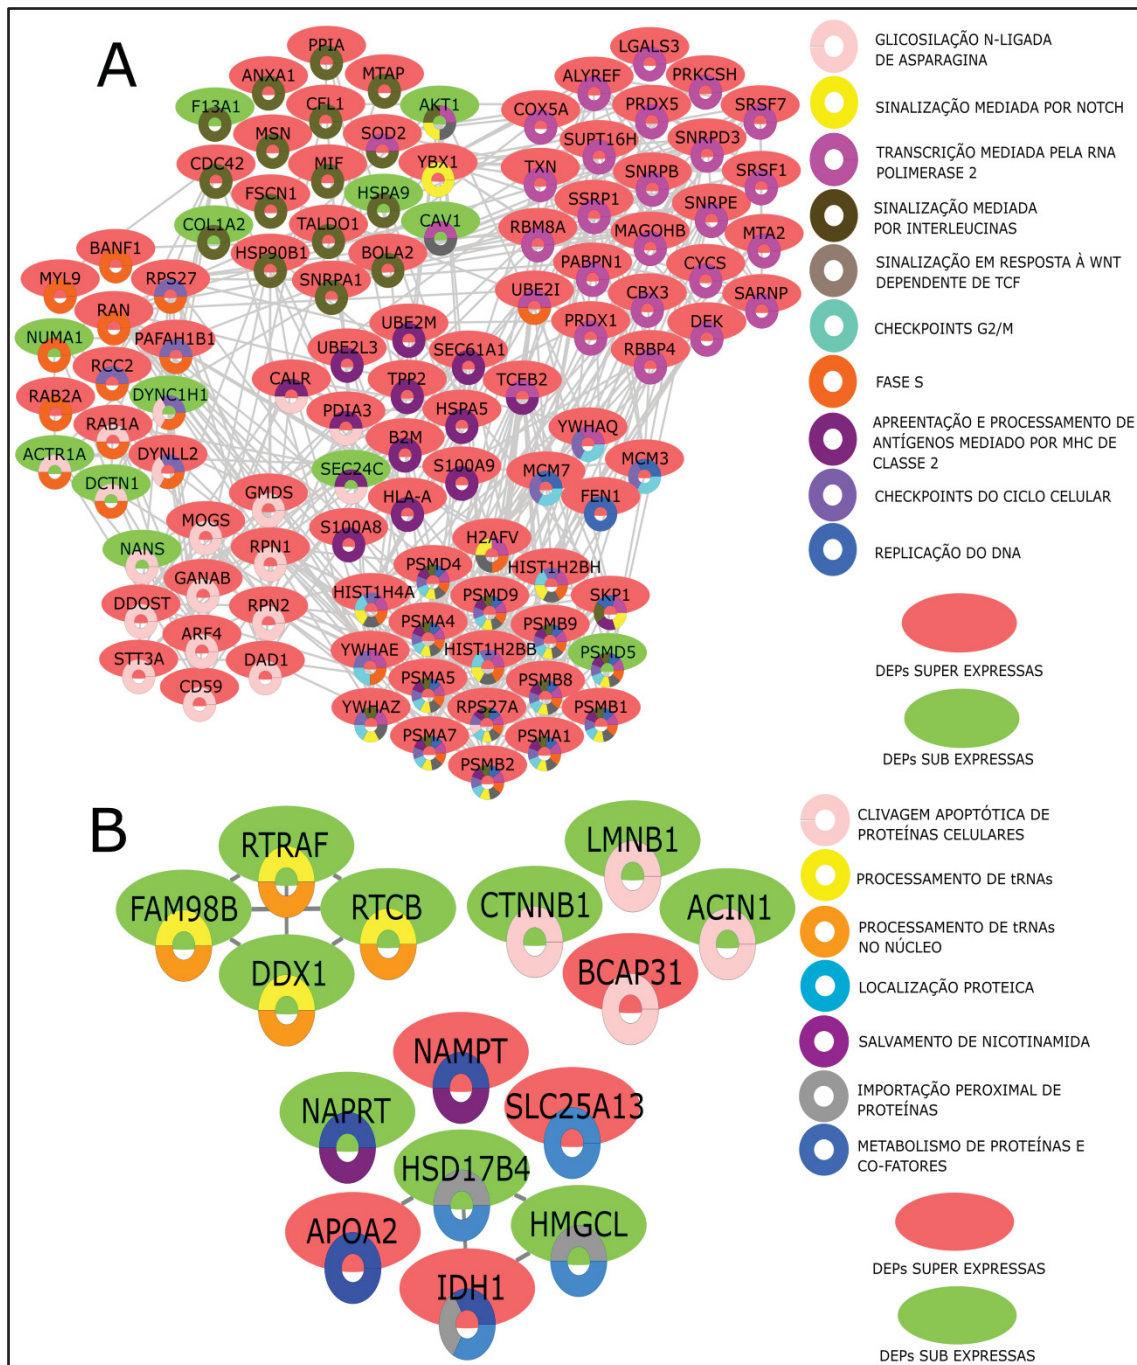 A
PPIA
ANXA1
MTAP
F13A1
CFL1
AKT1
MSN
SOD2
CDC42
MIF
YBX1
FSCN1
HSPA9
COL1A2
TALDO1
CAV1
HSP90B1
BOLA2
SNRPA1
LGALS3
ALYREF
PRKCSH
COX5A
PRDX5
SRSF7
SUPT16H
SNRPD3
TXN
SNRPB
SRSF1
SSRP1
SNRPE
RBM8A
MAGOHB
MTA2
PABPN1
CYCS
UBE2I
CBX3
SARNP
PRDX1
DEK
RBBP4
BANF1
MYL9
RPS27
RAN
NUMA1
PAFAH1B1
RCC2
RAB2A
DYNC1H1
RAB1A
ACTR1A
DYNLL2
DCTN1
UBE2M
UBE2L3
SEC61A1
CALR
TPP2
TCEB2
PDIA3
HSPA5
B2M
SEC24C
S100A9
HLA-A
S100A8
YWHAQ
MCM7
MCM3
FEN1
GMDS
MOGS
NANS
RPN1
GANAB
DDOST
RPN2
ARF4
STT3A
DAD1
CD59
H2AFV
PSMD4
HIST1H2BH
HIST1H4A
PSMD9
SKP1
PSMA4
PSMB9
YWHAE
HIST1H2BB
PSMD5
PSMA5
PSMB8
YWHAZ
RPS27A
PSMB1
PSMA7
PSMA1
PSMB2
GLICOSILAÇÃO N-LIGADA
DE ASPARAGINA
SINALIZAÇÃO MEDIADA POR NOTCH
TRANSCRIÇÃO MEDIADA PELA RNA
POLIMERASE 2
SINALIZAÇÃO MEDIADA
POR INTERLEUCINAS
SINALIZAÇÃO EM RESPOSTA À WNT
DEPENDENTE DE TCF
CHECKPOINTS G2/M
FASE S
APREENTAÇÃO E PROCESSAMENTO DE
ANTÍGENOS MEDIADO POR MHC DE
CLASSE 2
CHECKPOINTS DO CICLO CELULAR
REPLICAÇÃO DO DNA
DEPs SUPER EXPRESSAS
DEPs SUB EXPRESSAS
B
RTRAF
FAM98B
RTCB
DDX1
LMNB1
CTNNB1
ACIN1
BCAP31
NAMPT
NAPRT
SLC25A13
HSD17B4
APOA2
HMGCL
IDH1
CLIVAGEM APOPTÓTICA DE
PROTEÍNAS CELULARES
PROCESSAMENTO DE tRNAs
PROCESSAMENTO DE tRNAs
NO NÚCLEO
LOCALIZAÇÃO PROTEICA
SALVAMENTO DE NICOTINAMIDA
IMPORTAÇÃO PEROXIMAL DE
PROTEÍNAS
METABOLISMO DE PROTEÍNAS E
CO-FATORES
DEPs SUPER EXPRESSAS
DEPs SUB EXPRESSAS